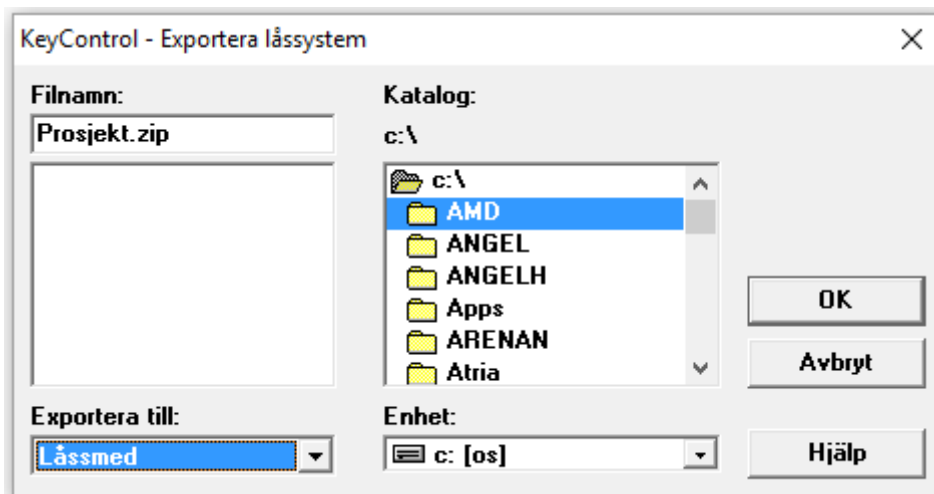 KeyControl - Exportera låssystem
Filnamn:
Prosjekt.zip
Katalog:
c:\
c:\
AMD
ANGEL
ANGELH
Apps
ARENAN
Atria
OK
Avbryt
Exportera till:
Låssmed
Enhet:
c: [os]
Hjälp